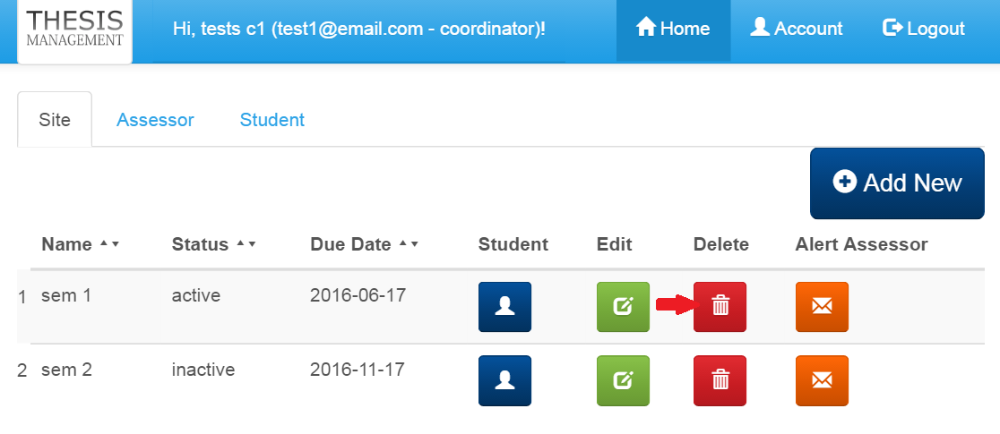 THESIS
MANAGEMENT
Hi, tests c1 (test1@email.com - coordinator)!
Home
Account
Logout
Site
Assessor
Student
Add New
Name
Status
Due Date
Student
Edit
Delete
Alert Assessor
1
sem 1
active
2016-06-17
2
sem 2
inactive
2016-11-17